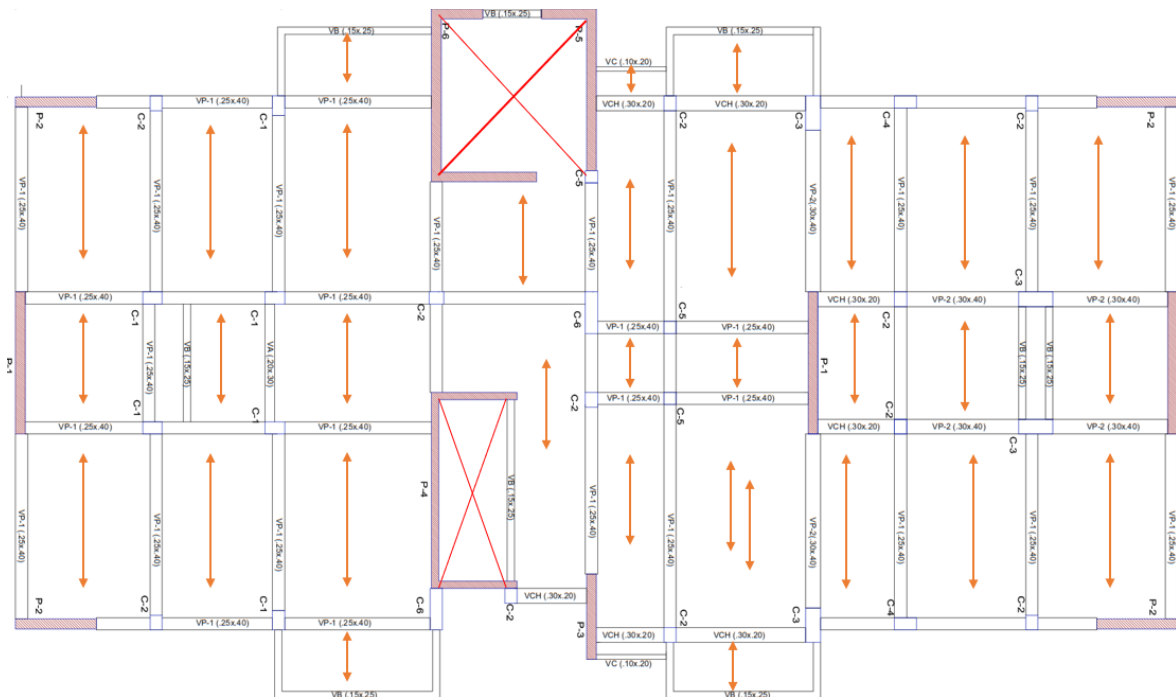 VB (.15x.25)
VB (.15x.25)
VB (.15x.25)
P-6
P-5
VC (.10x.20)
VP-1 (.25x.40)
VP-1 (.25x.40)
VCH (.30x.20)
VCH (.30x.20)
P-2
C-2
C-1
C-2
C-3
C-4
C-2
P-2
C-5
VP-1 (.25x.40)
VP-1 (.25x.40)
VP-1 (.25x.40)
VP-1 (.25x.40)
VP-1 (.25x.40)
VP-1 (.25x.40)
VP-2(.30x.40)
VP-1 (.25x.40)
VP-1 (.25x.40)
VP-1 (.25x.40)
C-3
VP-1 (.25x.40)
VP-1 (.25x.40)
VCH (.30x.20)
VP-2 (.30x.40)
VP-2 (.30x.40)
C-1
C-1
C-2
C-6
C-5
C-2
VP-1 (.25x.40)
VP-1 (.25x.40)
P-1
VP-1 (.25x.40)
VB (.15x.25)
VA (.20x.30)
P-1
VB (.15x.25)
VB (.15x.25)
VP-1 (.25x.40)
VP-1 (.25x.40)
C-1
C-1
C-2
C-5
C-2
C-3
VP-1 (.25x.40)
VP-1 (.25x.40)
VCH (.30x.20)
VP-2 (.30x.40)
VP-2 (.30x.40)
P-4
VP-1 (.25x.40)
VP-1 (.25x.40)
VP-1 (.25x.40)
VB (.15x.25)
VP-1 (.25x.40)
VP-1 (.25x.40)
VP-2(.30x.40)
VP-1 (.25x.40)
VP-1 (.25x.40)
VP-1 (.25x.40)
VCH (.30x.20)
P-2
C-2
C-1
C-6
C-2
P-3
C-2
C-3
C-4
C-2
P-2
VP-1 (.25x.40)
VP-1 (.25x.40)
VCH (.30x.20)
VCH (.30x.20)
VC (.10x.20)
VB (.15x.25)
VB (.15x.25)